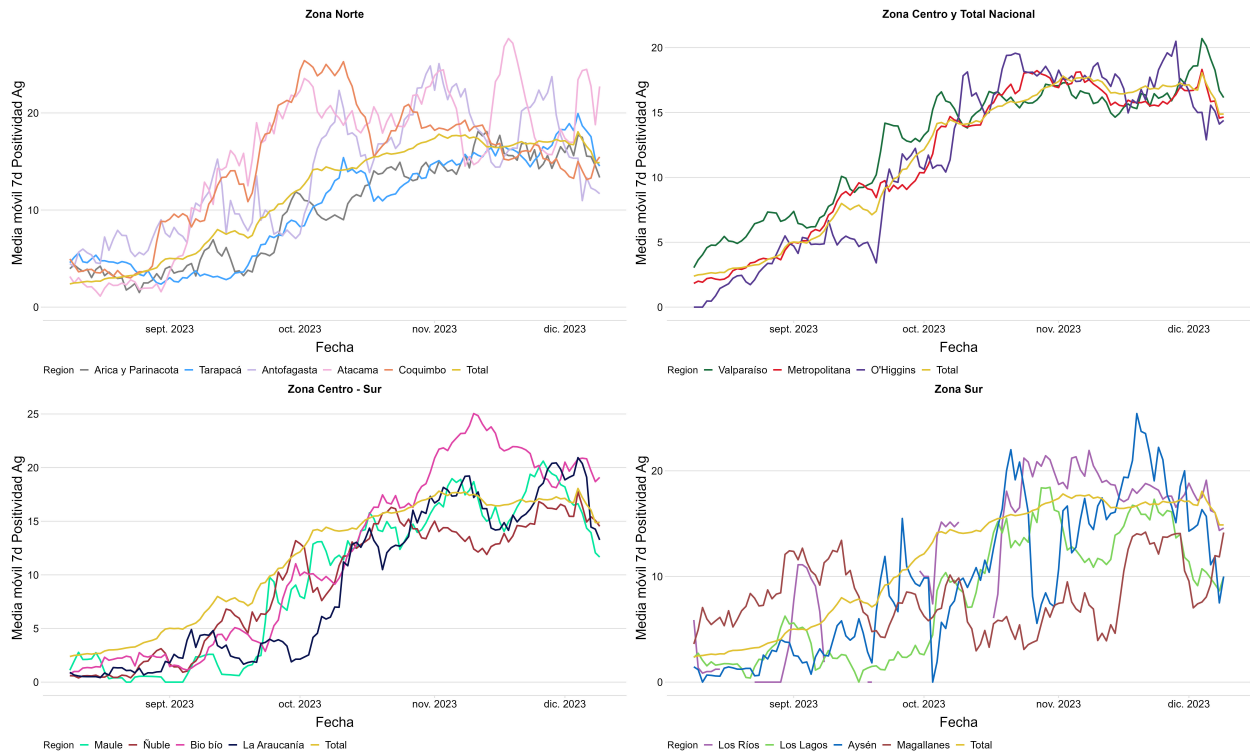 Zona Norte
Media móvil 7d Positividad Ag
20
10
0
sept. 2023 oct. 2023 nov. 2023 dic. 2023
Fecha
Region Arica y Parinacota Tarapacá Antofagasta Atacama Coquimbo Total
Zona Centro y Total Nacional
Media móvil 7d Positividad Ag
20
15
10
5
0
sept. 2023 oct. 2023 nov. 2023 dic. 2023
Fecha
Region Valparaíso Metropolitana O'Higgins Total
Zona Centro - Sur
Media móvil 7d Positividad Ag
25
20
15
10
5
0
sept. 2023 oct. 2023 nov. 2023 dic. 2023
Fecha
Region Maule Ñuble Bio bío La Araucanía Total
Zona Sur
Media móvil 7d Positividad Ag
20
10
0
sept. 2023 oct. 2023 nov. 2023 dic. 2023
Fecha
Region Los Ríos Los Lagos Aysén Magallanes Total